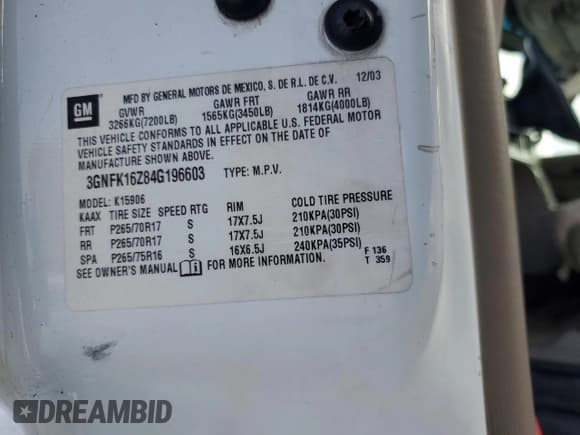 GM
MFD BY GENERAL MOTORS DE MEXICO, S. DE R.L. DE C.V. 12/03
GVWR GAWR FRT GAWR RR
3266KG(7200LB) 1565KG(3450LB) 1814KG(4000LB)
THIS VEHICLE CONFORMS TO ALL APPLICABLE U.S. FEDERAL MOTOR
VEHICLE SAFETY STANDARDS IN EFFECT ON THE DATE OF
MANUFACTURE SHOWN ABOVE.
3GNFK16Z84G196603 TYPE: M.P.V.
MODEL: K15906
KAAX TIRE SIZE SPEED RTG RIM COLD TIRE PRESSURE
FRT P265/70R17 S 17X7.5J 210KPA(30PSI)
RR P265/70R17 S 17X7.5J 210KPA(30PSI)
SPA P265/75R16 S 16X6.5J 240KPA(35PSI)
SEE OWNER'S MANUAL FOR MORE INFORMATION.
F 136
T 359
DREAMBID